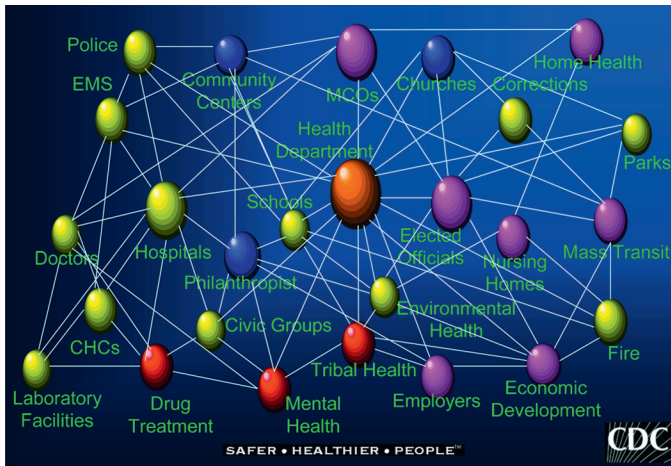 Police
Community
Centers
MCOs
Churches
Home Health
Corrections
EMS
Health
Department
Parks
Schools
Doctors
Hospitals
Philanthropist
Elected
Officials
Nursing
Homes
Mass Transit
CHCs
Civic Groups
Environmental
Health
Fire
Tribal Health
Laboratory
Facilities
Drug
Treatment
Mental
Health
Employers
Economic
Development
SAFER • HEALTHIER • PEOPLE™
CDC